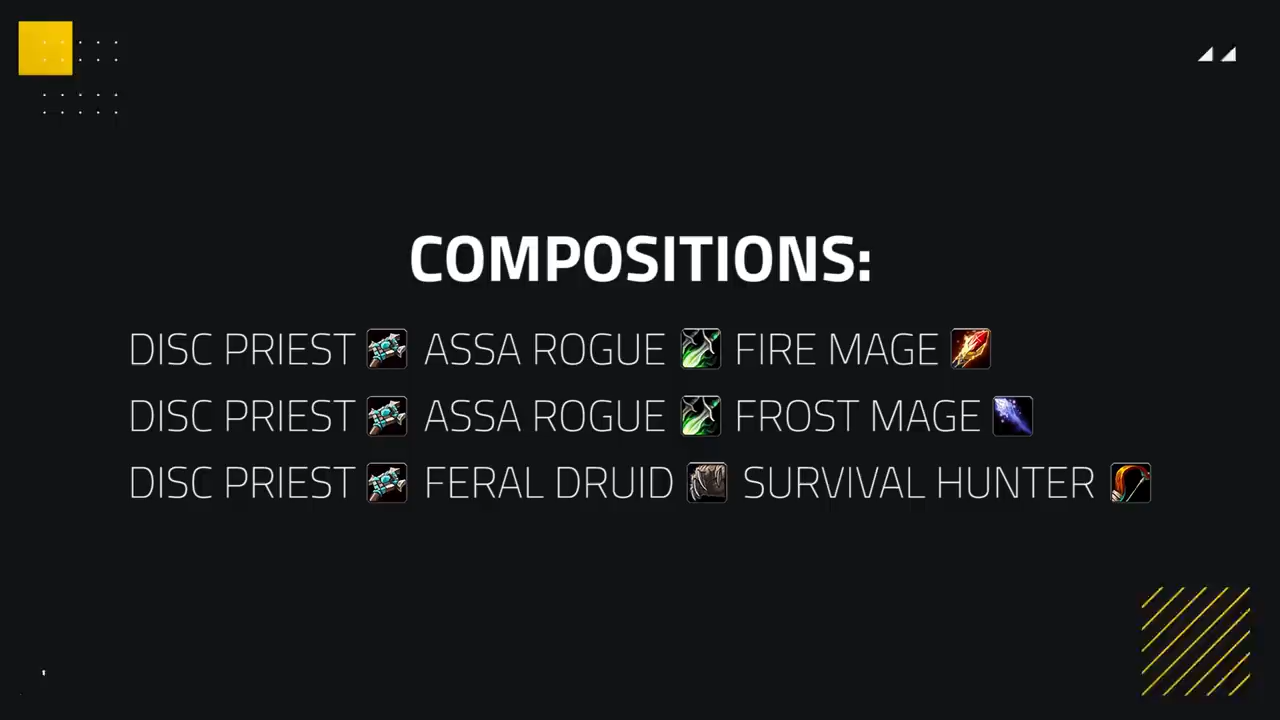 COMPOSITIONS:
DISC PRIEST ASSA ROGUE FIRE MAGE
DISC PRIEST ASSA ROGUE FROST MAGE
DISC PRIEST FERAL DRUID SURVIVAL HUNTER